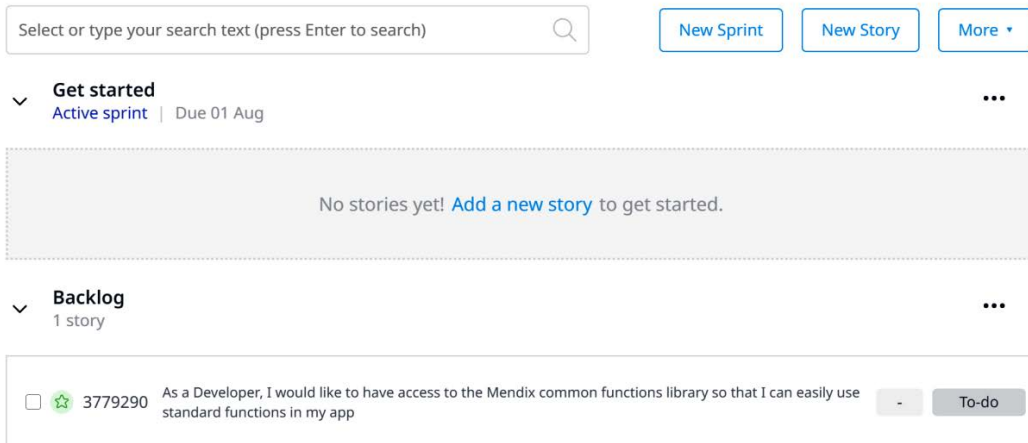 Select or type your search text (press Enter to search)
New Sprint
New Story
More
Get started
Active sprint | Due 01 Aug
No stories yet! Add a new story to get started.
Backlog
1 story
3779290
As a Developer, I would like to have access to the Mendix common functions library so that I can easily use
standard functions in my app
-
To-do